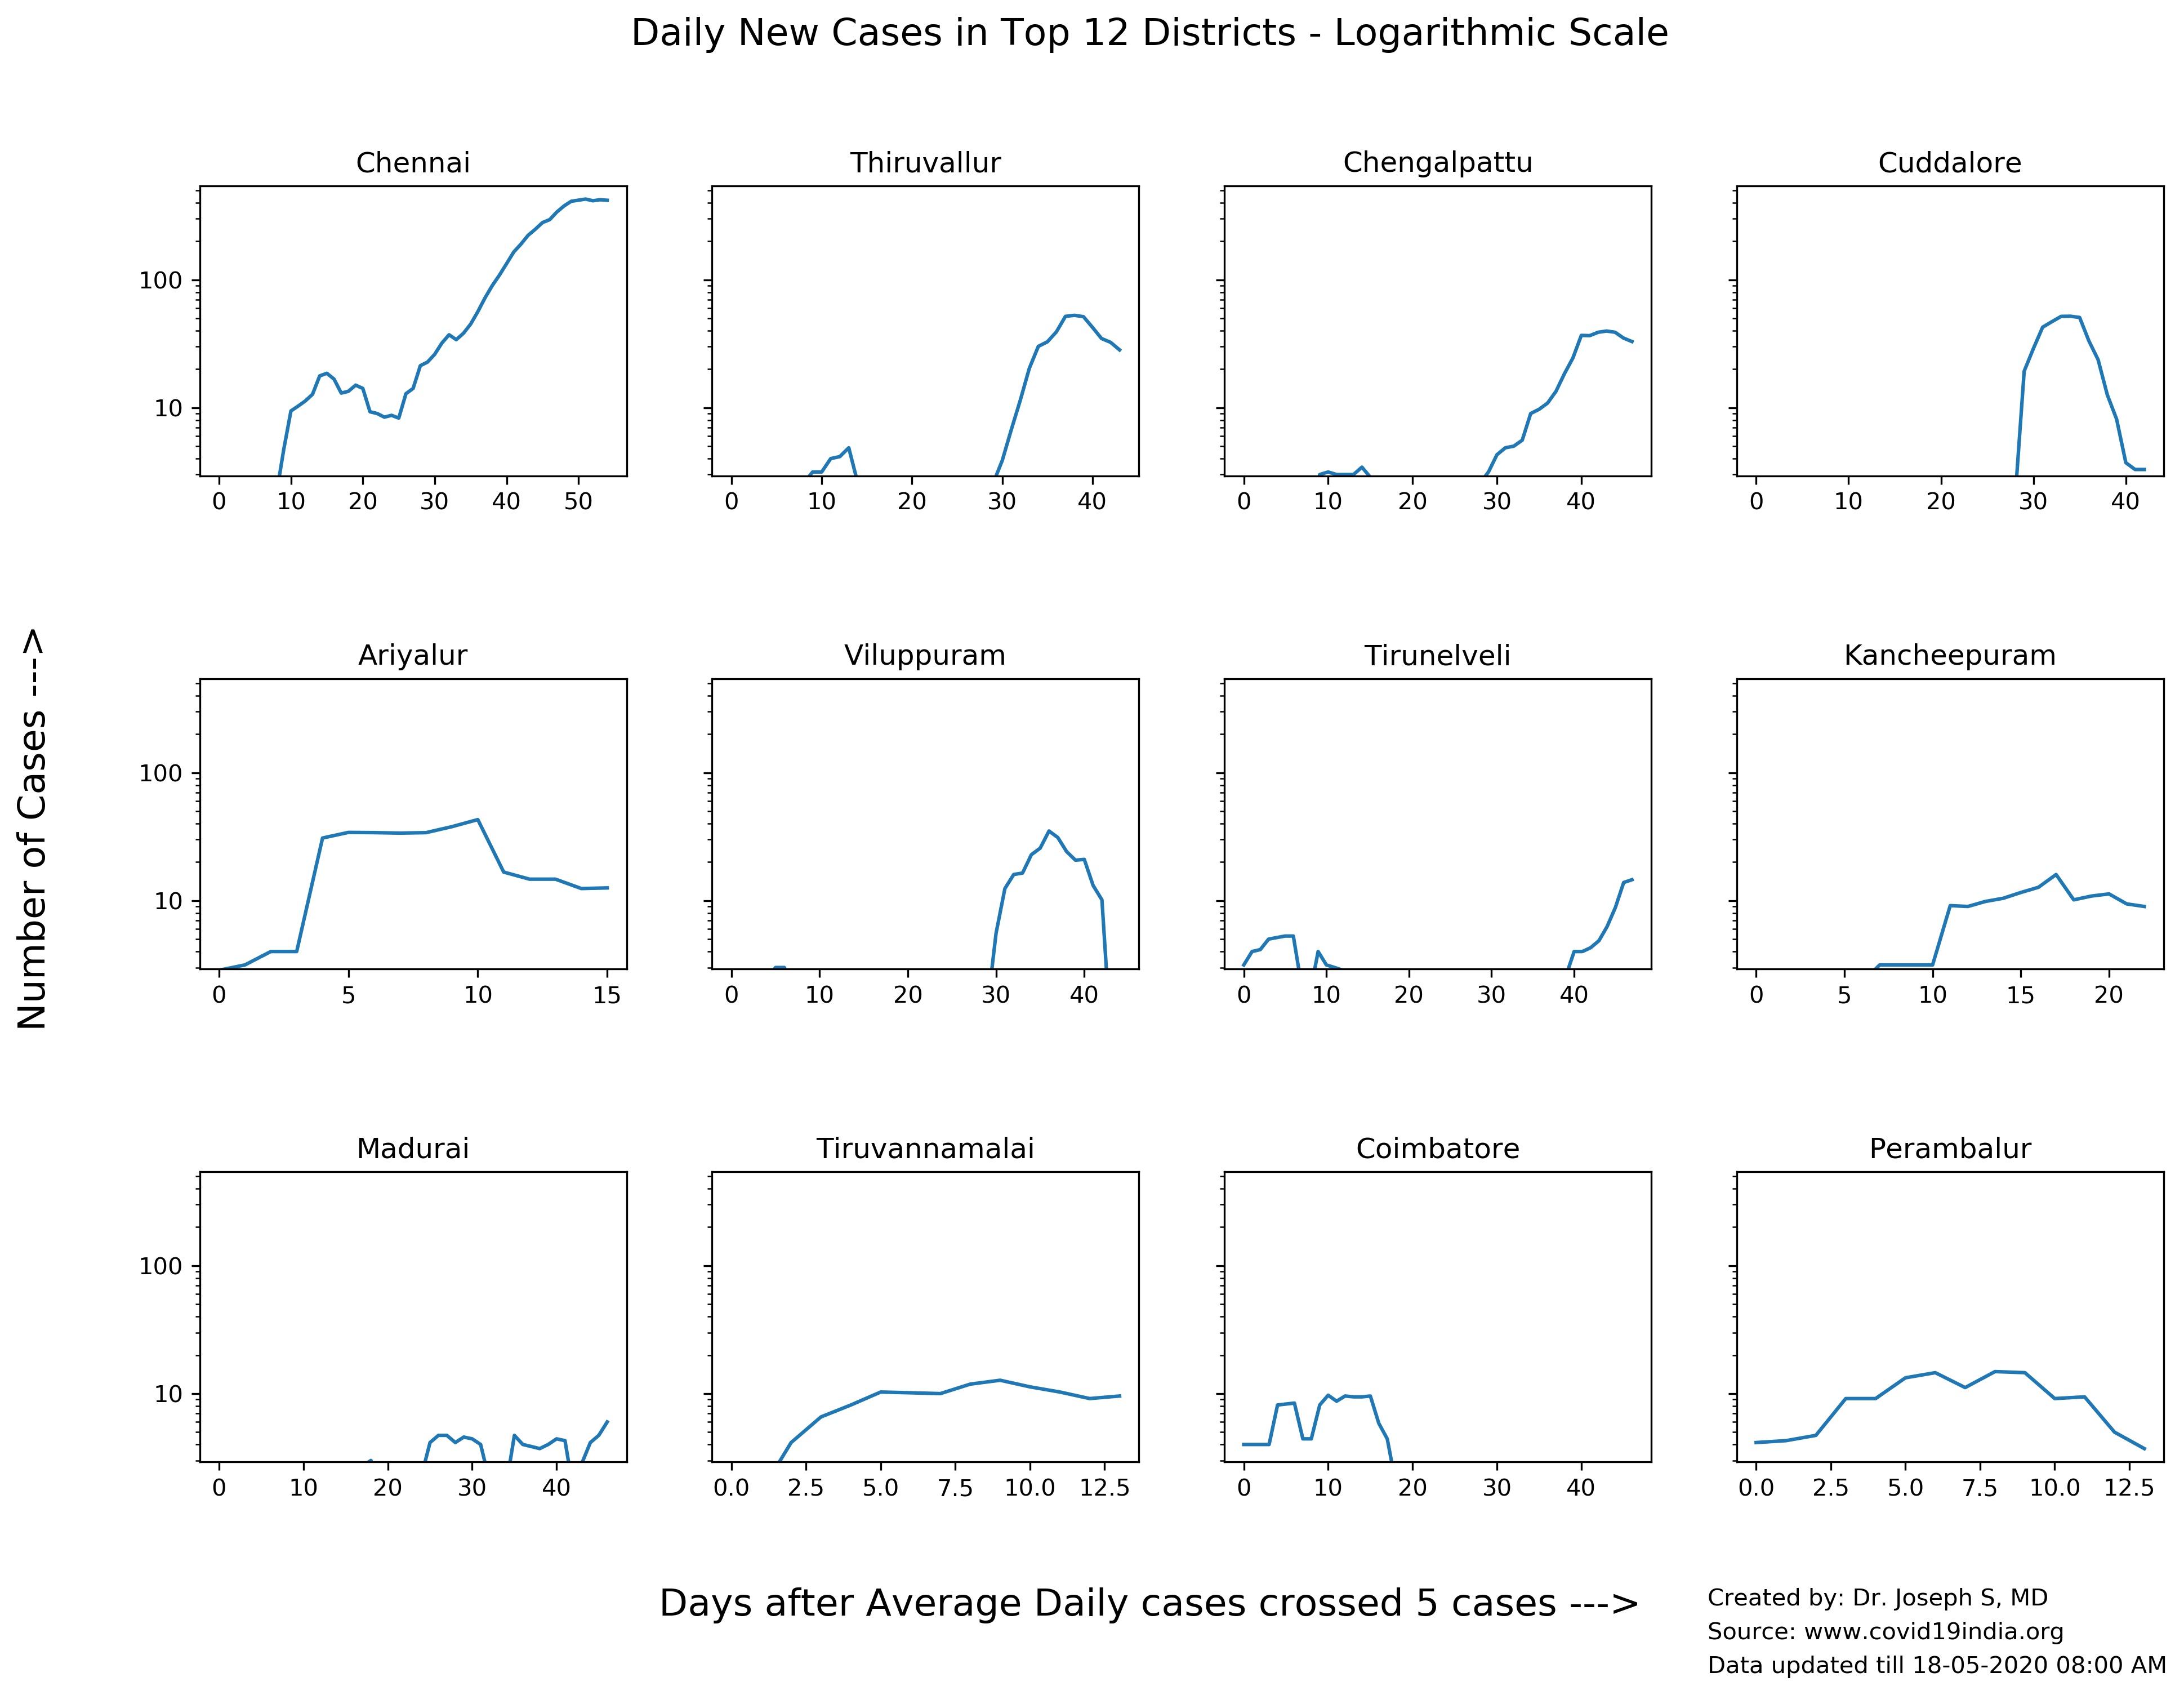 Daily New Cases in Top 12 Districts - Logarithmic Scale
Chennai
Thiruvallur
Chengalpattu
Cuddalore
100
10
0 10 20 30 40 50
0 10 20 30 40
0 10 20 30 40
0 10 20 30 40
Number of Cases --->
Ariyalur
Viluppuram
Tirunelveli
Kancheepuram
100
10
0 5 10 15
0 10 20 30 40
0 10 20 30 40
0 5 10 15 20
Madurai
Tiruvannamalai
Coimbatore
Perambalur
100
10
0 10 20 30 40
0.0 2.5 5.0 7.5 10.0 12.5
0 10 20 30 40
0.0 2.5 5.0 7.5 10.0 12.5
Days after Average Daily cases crossed 5 cases --->
Created by: Dr. Joseph S, MD
Source: www.covid19india.org
Data updated till 18-05-2020 08:00 AM